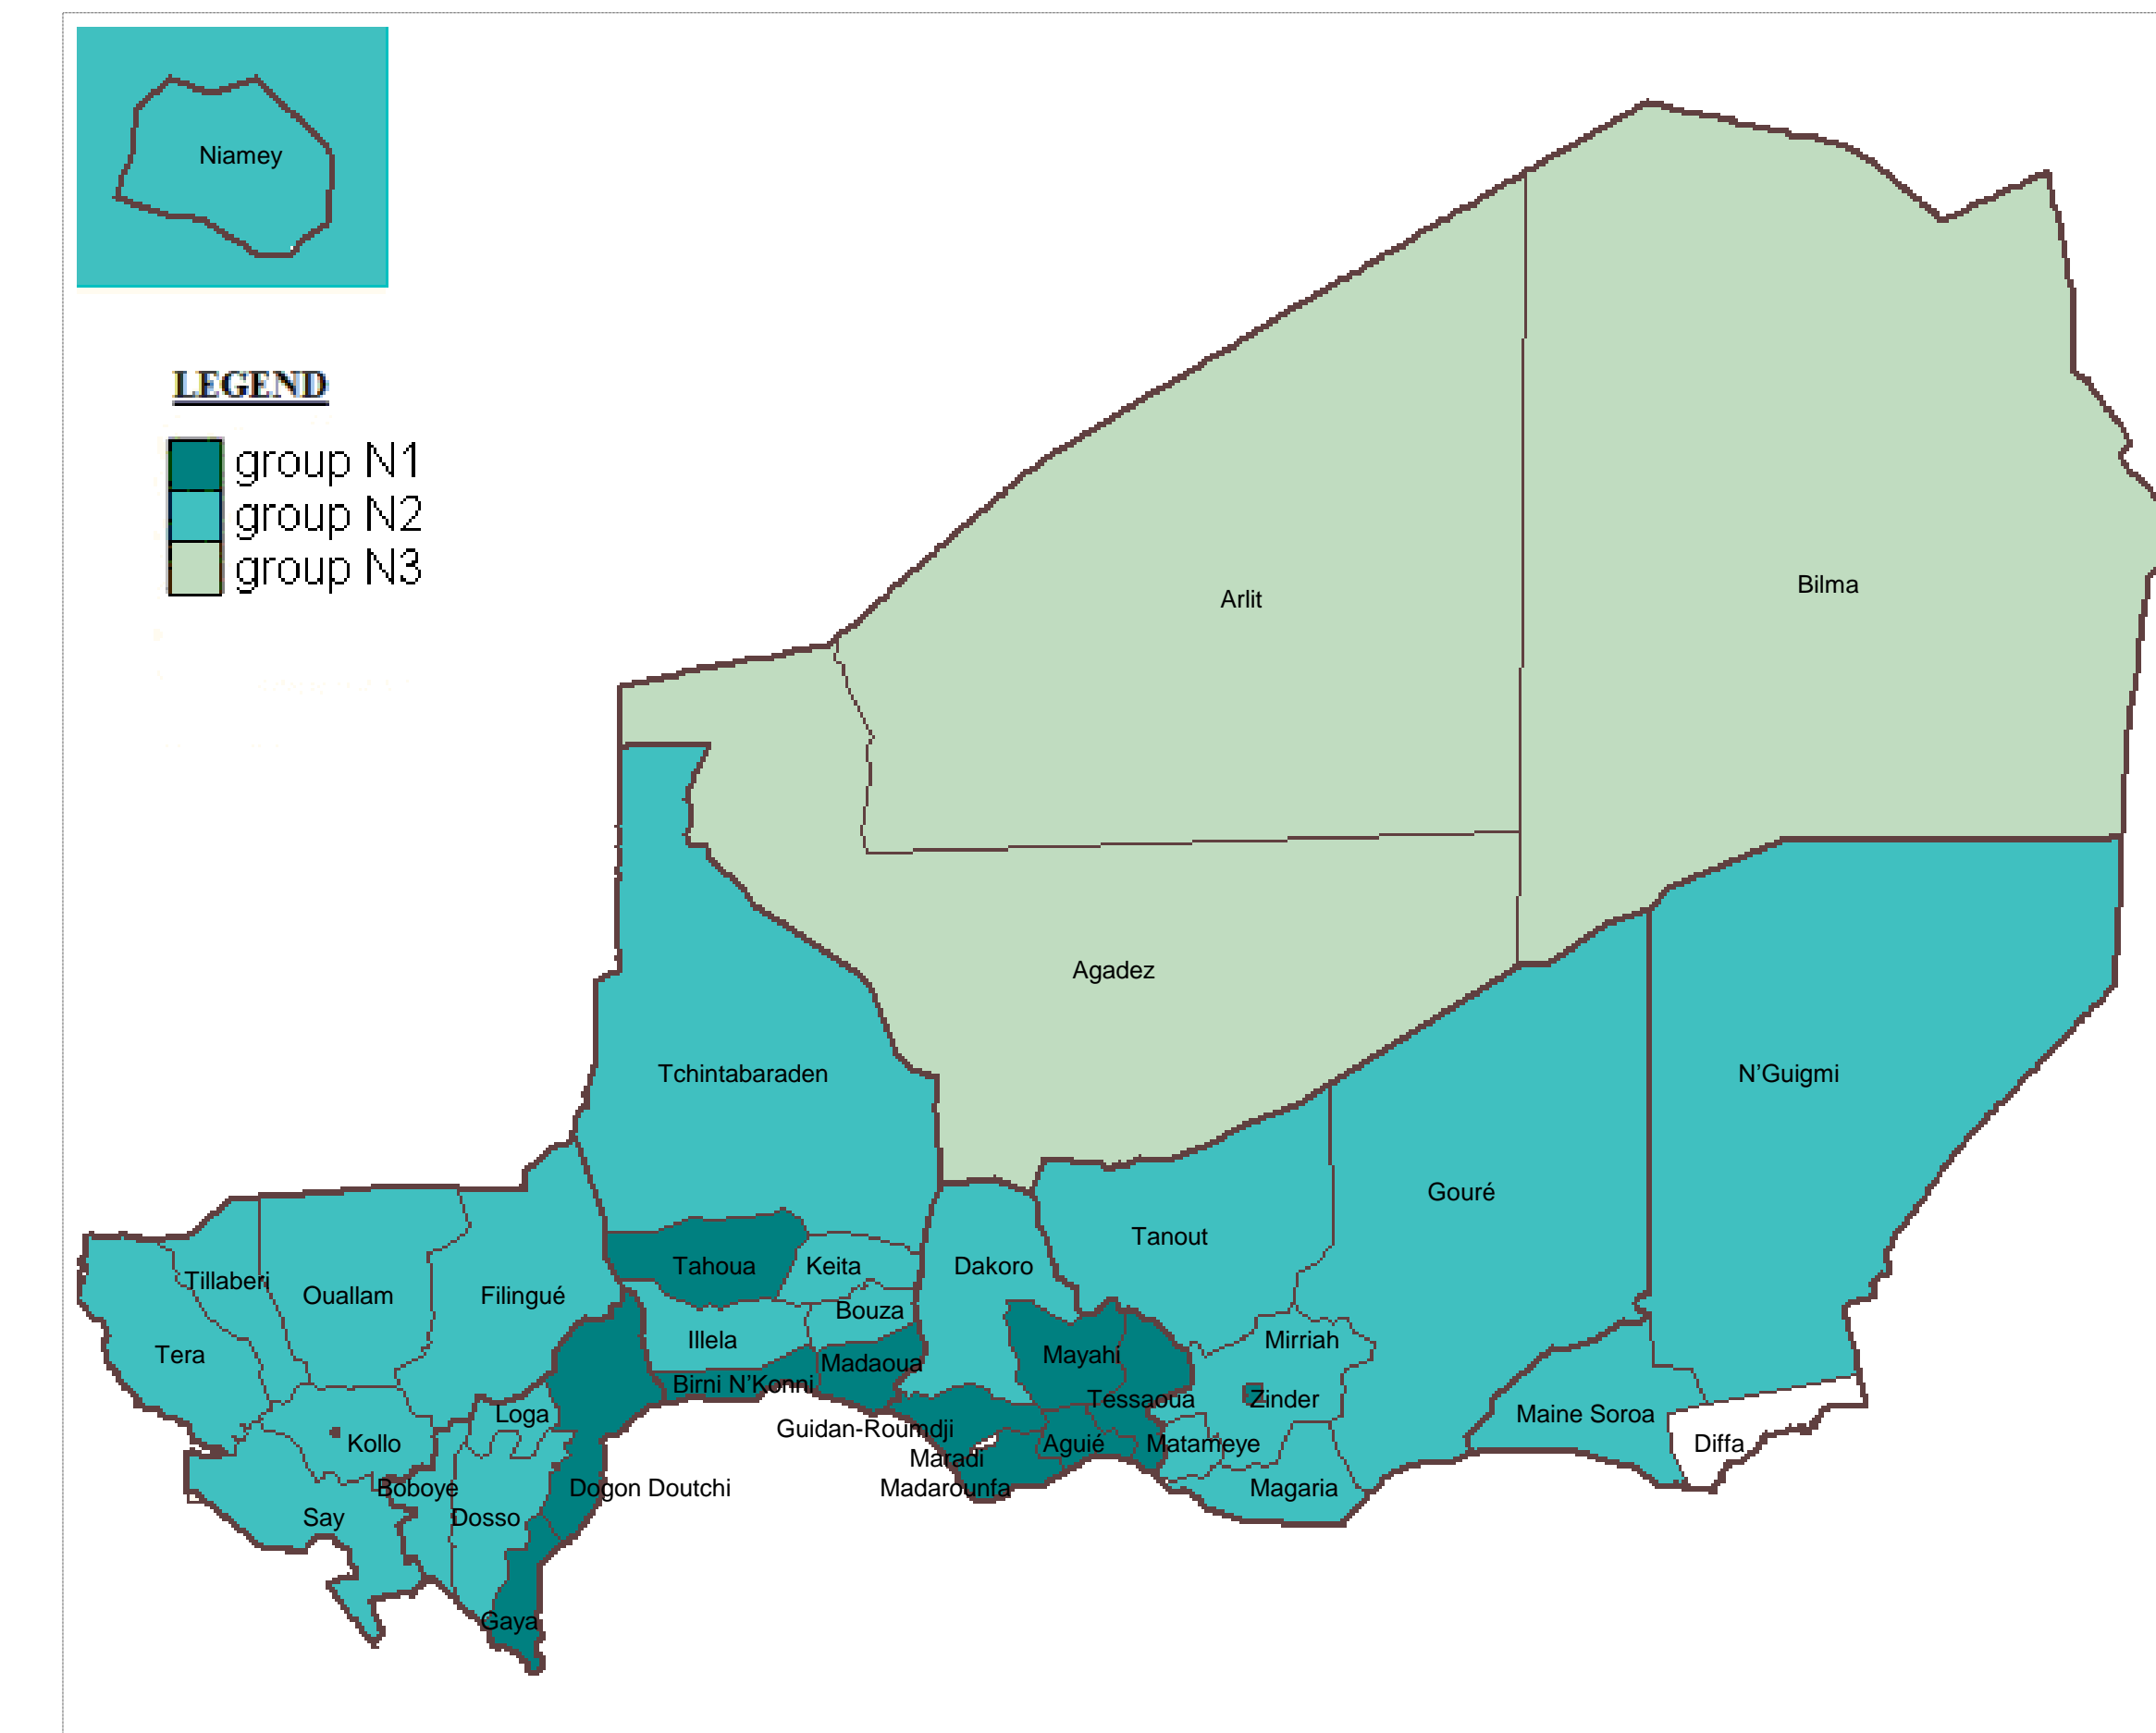 Niamey
LEGEND
group N1
group N2
group N3
Arlit
Bilma
Agadez
Tchintabaraden
N'Guigmi
Gouré
Tanout
Tahoua
Keita
Dakoro
Tillaberi
Ouallam
Filingué
Bouza
Illela
Mirriah
Tera
Madaoua
Mayahi
Birni N'Konni
Tessaoua
Zinder
Loga
Maine Soroa
Guidan-Roumdji
Kollo
Aguié
Matameye
Diffa
Maradi
Boboye
Dogon Doutchi
Madarounfa
Magaria
Say
Dosso
Gaya